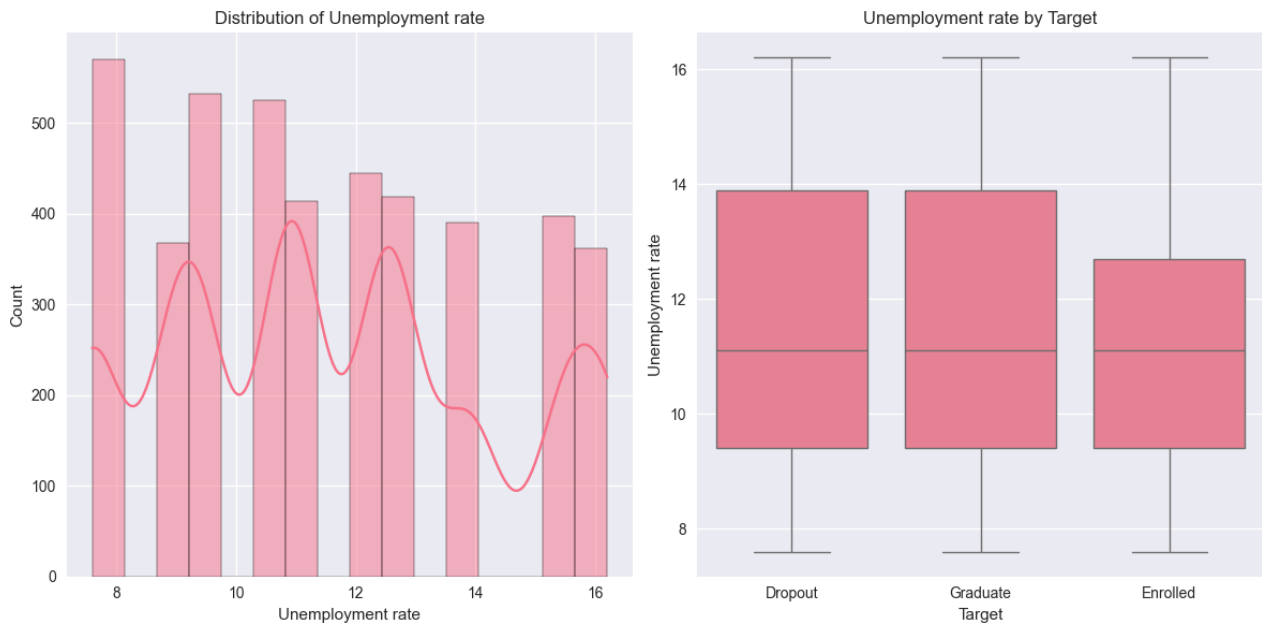 Distribution of Unemployment rate
Count
500
400
300
200
100
0
8
10
12
14
16
Unemployment rate
Unemployment rate by Target
Unemployment rate
16
14
12
10
8
Dropout
Graduate
Enrolled
Target